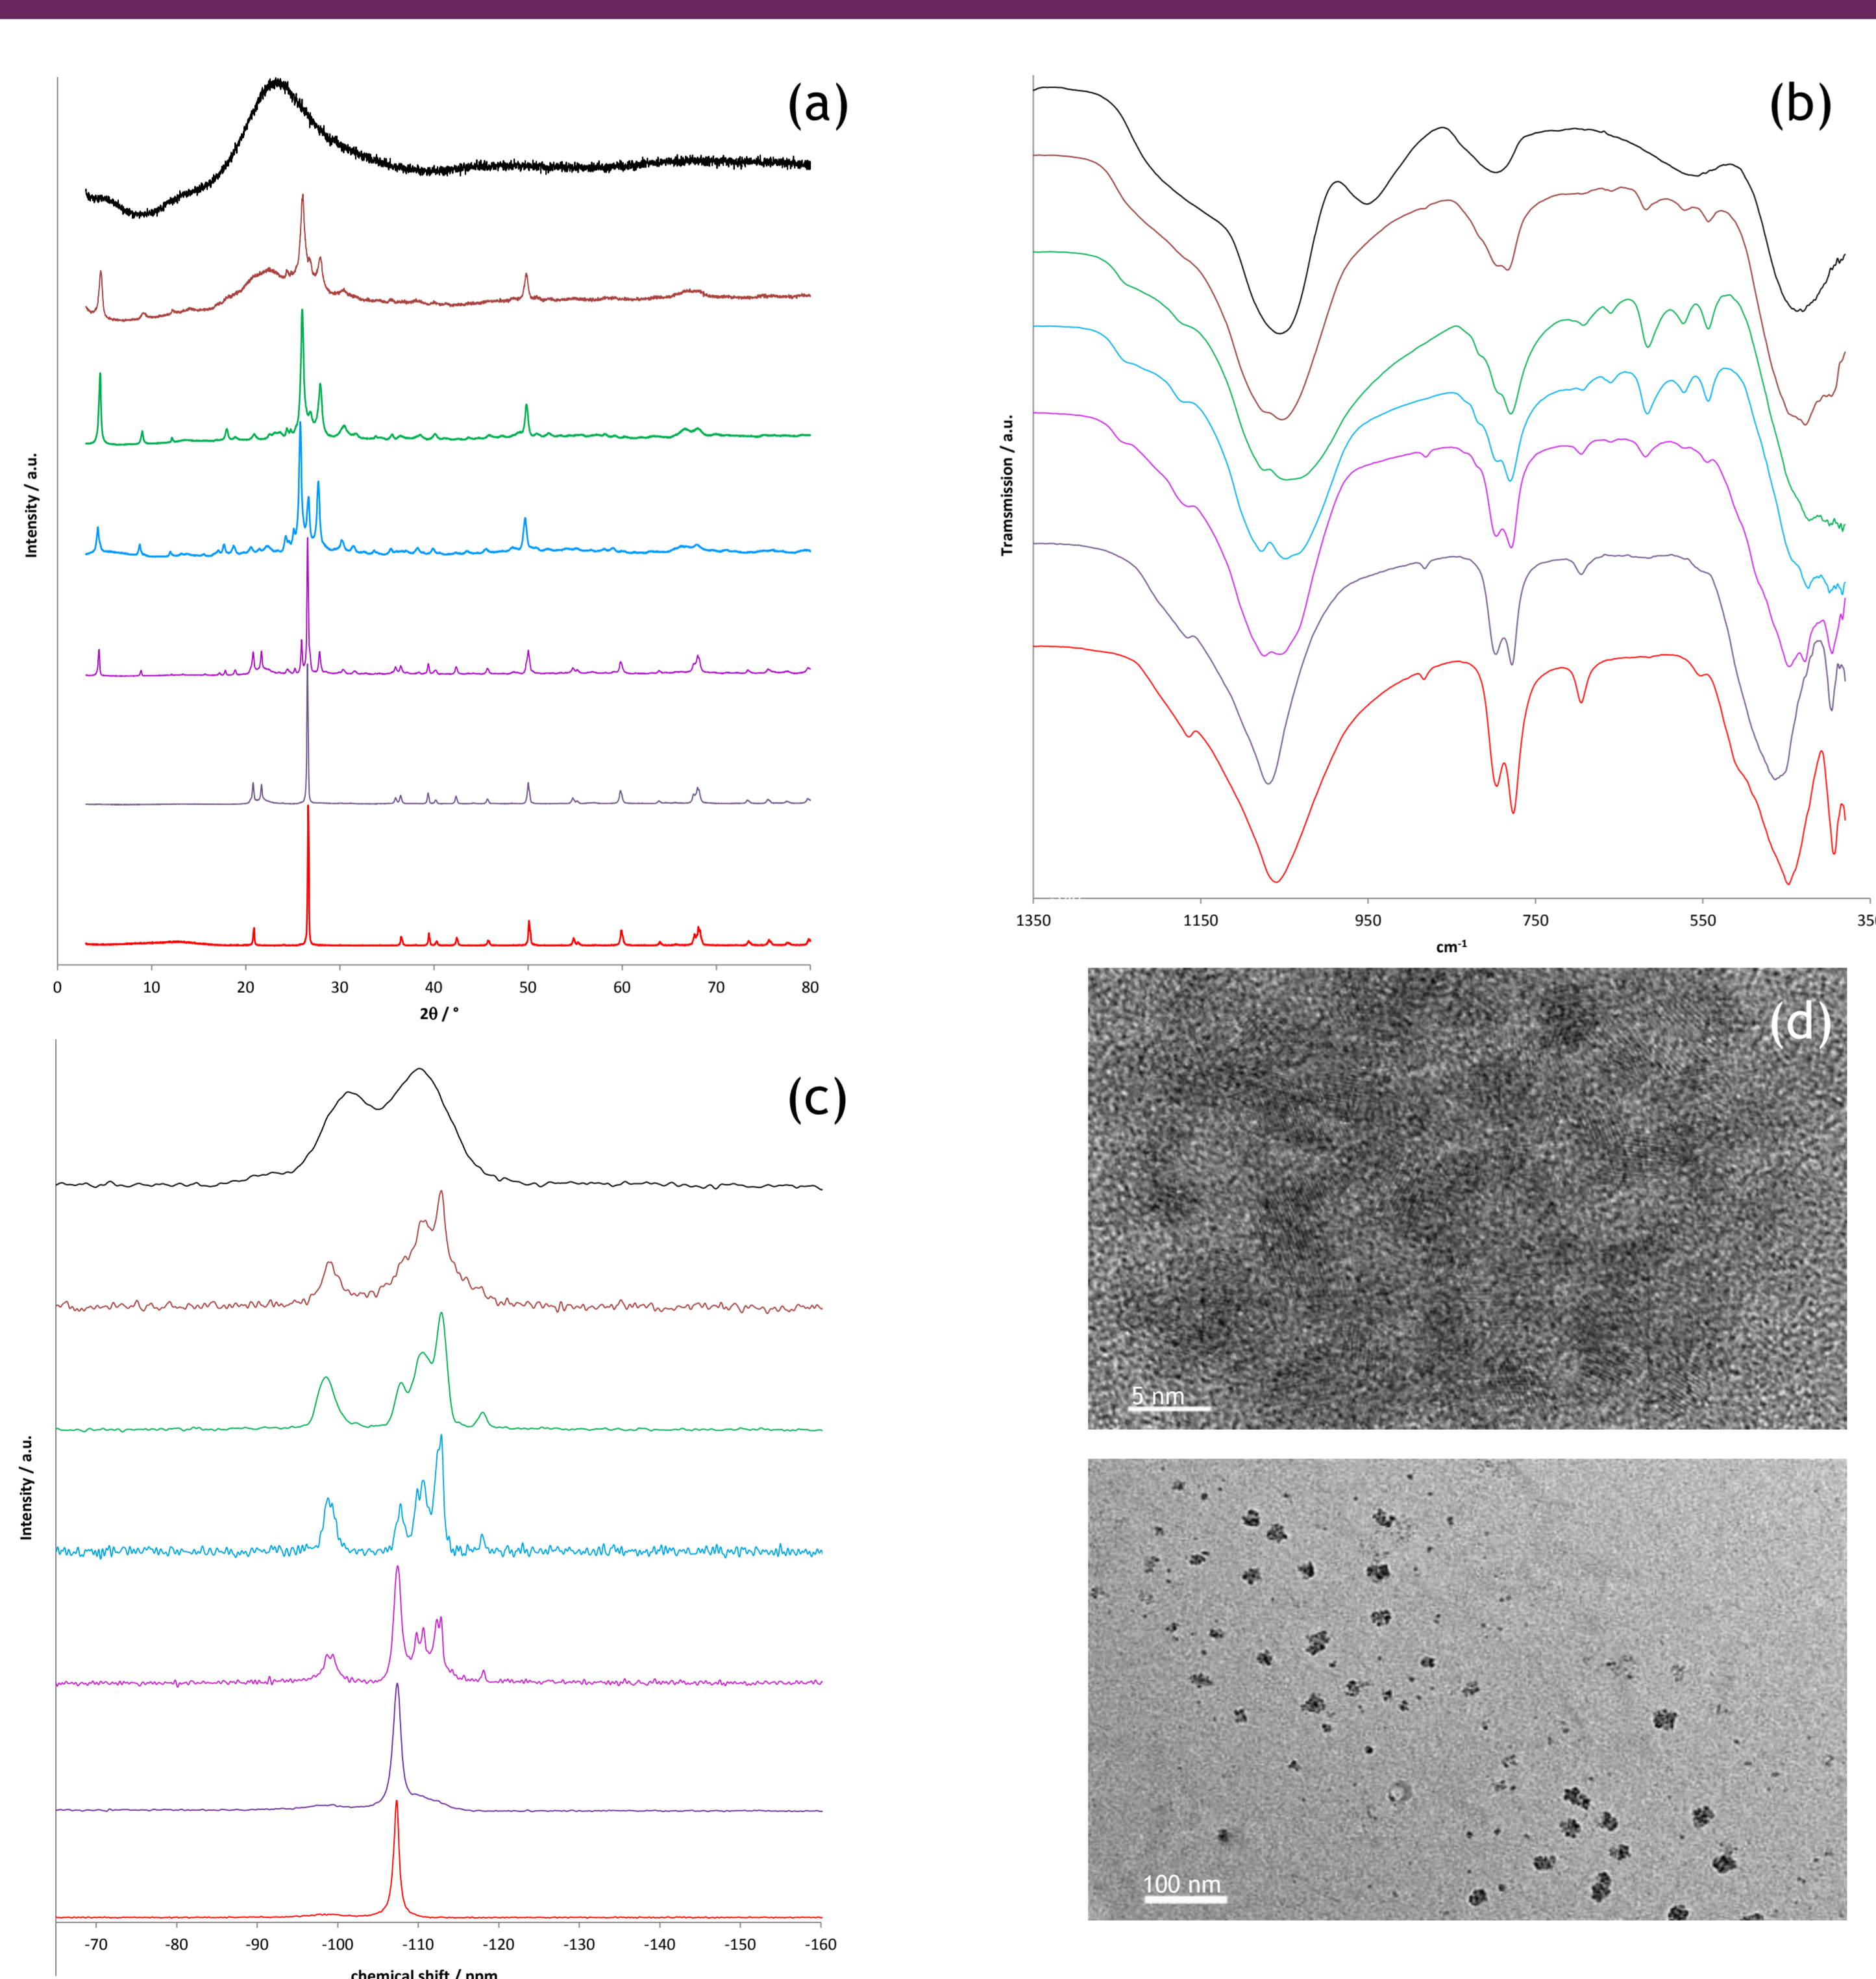 (a)
Intensity / a.u.
0 10 20 30 40 50 60 70 80
2θ / °
(b)
Tramsmission / a.u.
1350 1150 950 750 550
cm-1
(c)
Intensity / a.u.
-70 -80 -90 -100 -110 -120 -130 -140 -150 -160
chemical shift / ppm
(d)
5 nm
100 nm